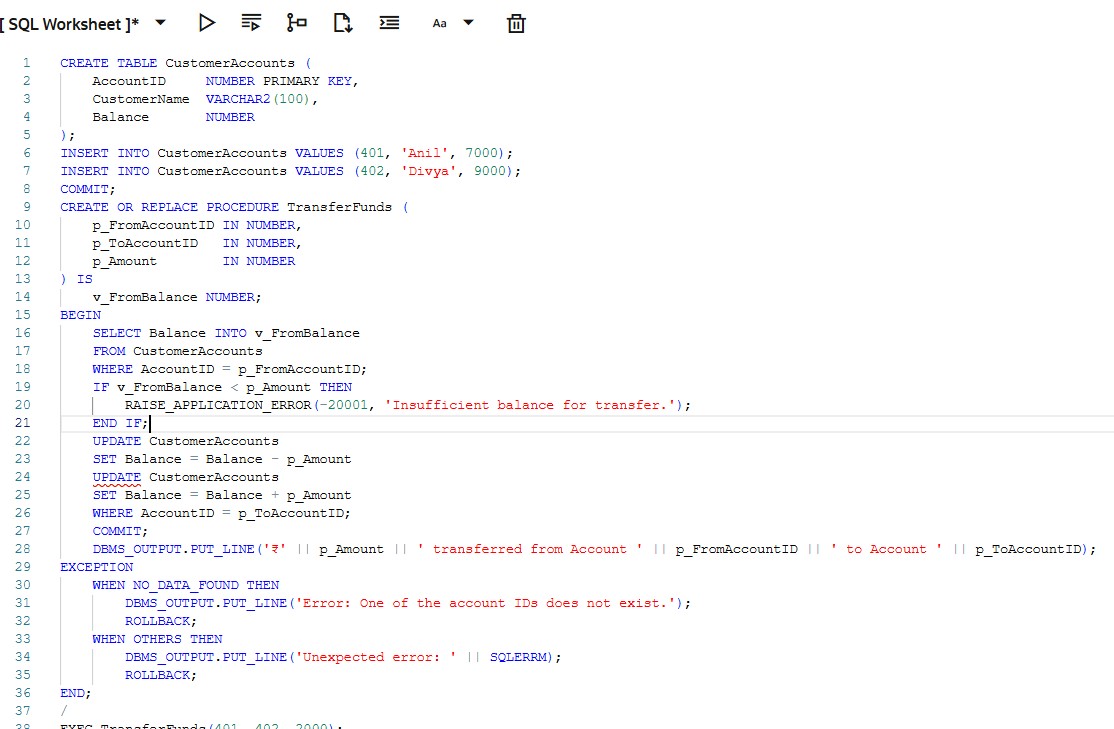 [ SQL Worksheet ]*
Aa
1 CREATE TABLE CustomerAccounts (
2     AccountID     NUMBER PRIMARY KEY,
3     CustomerName  VARCHAR2(100),
4     Balance       NUMBER
5 );
6 INSERT INTO CustomerAccounts VALUES (401, 'Anil', 7000);
7 INSERT INTO CustomerAccounts VALUES (402, 'Divya', 9000);
8 COMMIT;
9 CREATE OR REPLACE PROCEDURE TransferFunds (
10     p_FromAccountID IN NUMBER,
11     p_ToAccountID   IN NUMBER,
12     p_Amount        IN NUMBER
13 ) IS
14     v_FromBalance NUMBER;
15 BEGIN
16     SELECT Balance INTO v_FromBalance
17     FROM CustomerAccounts
18     WHERE AccountID = p_FromAccountID;
19     IF v_FromBalance < p_Amount THEN
20         RAISE_APPLICATION_ERROR(-20001, 'Insufficient balance for transfer.');
21     END IF;
22     UPDATE CustomerAccounts
23     SET Balance = Balance - p_Amount
24     UPDATE CustomerAccounts
25     SET Balance = Balance + p_Amount
26     WHERE AccountID = p_ToAccountID;
27     COMMIT;
28     DBMS_OUTPUT.PUT_LINE('₹' || p_Amount || ' transferred from Account ' || p_FromAccountID || ' to Account ' || p_ToAccountID);
29 EXCEPTION
30     WHEN NO_DATA_FOUND THEN
31         DBMS_OUTPUT.PUT_LINE('Error: One of the account IDs does not exist.');
32         ROLLBACK;
33     WHEN OTHERS THEN
34         DBMS_OUTPUT.PUT_LINE('Unexpected error: ' || SQLERRM);
35         ROLLBACK;
36 END;
37 /
38 EXEC TransferFunds(401, 402, 2000);